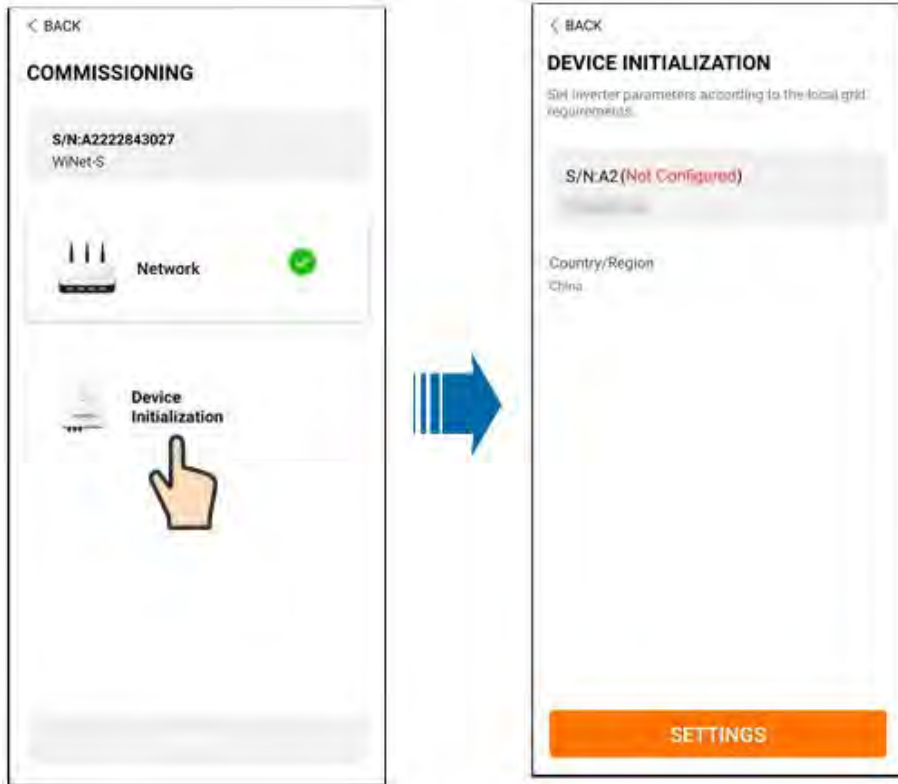 < BACK
COMMISSIONING
S/N:A2222843027
WiNet-S
Network
Device
Initialization
< BACK
DEVICE INITIALIZATION
Set inverter parameters according to the local grid
requirements.
S/N:A2(Not Configured)
Country/Region
China
SETTINGS